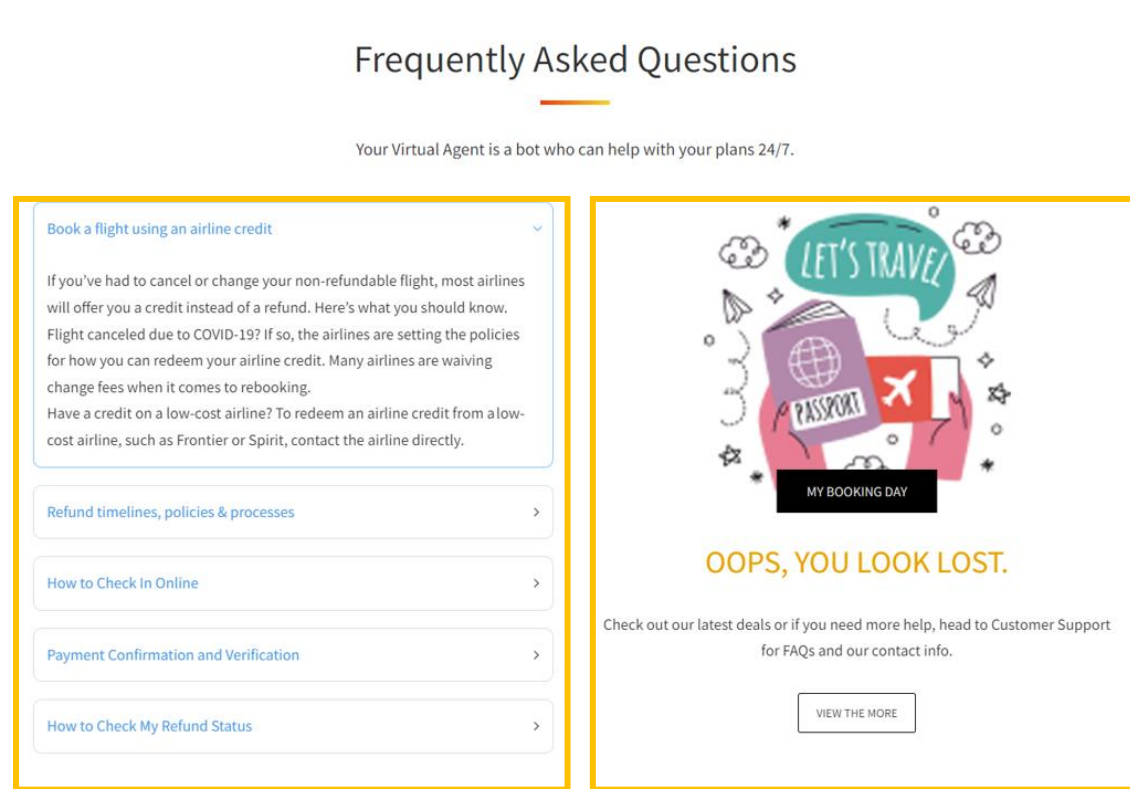 Frequently Asked Questions
Your Virtual Agent is a bot who can help with your plans 24/7.
Book a flight using an airline credit
If you've had to cancel or change your non-refundable flight, most airlines
will offer you a credit instead of a refund. Here's what you should know.
Flight canceled due to COVID-19? If so, the airlines are setting the policies
for how you can redeem your airline credit. Many airlines are waiving
change fees when it comes to rebooking.
Have a credit on a low-cost airline? To redeem an airline credit from a low-
cost airline, such as Frontier or Spirit, contact the airline directly.
Refund timelines, policies & processes
How to Check In Online
Payment Confirmation and Verification
How to Check My Refund Status
LET'S TRAVEL
PASSPORT
MY BOOKING DAY
OOPS, YOU LOOK LOST.
Check out our latest deals or if you need more help, head to Customer Support
for FAQs and our contact info.
VIEW THE MORE